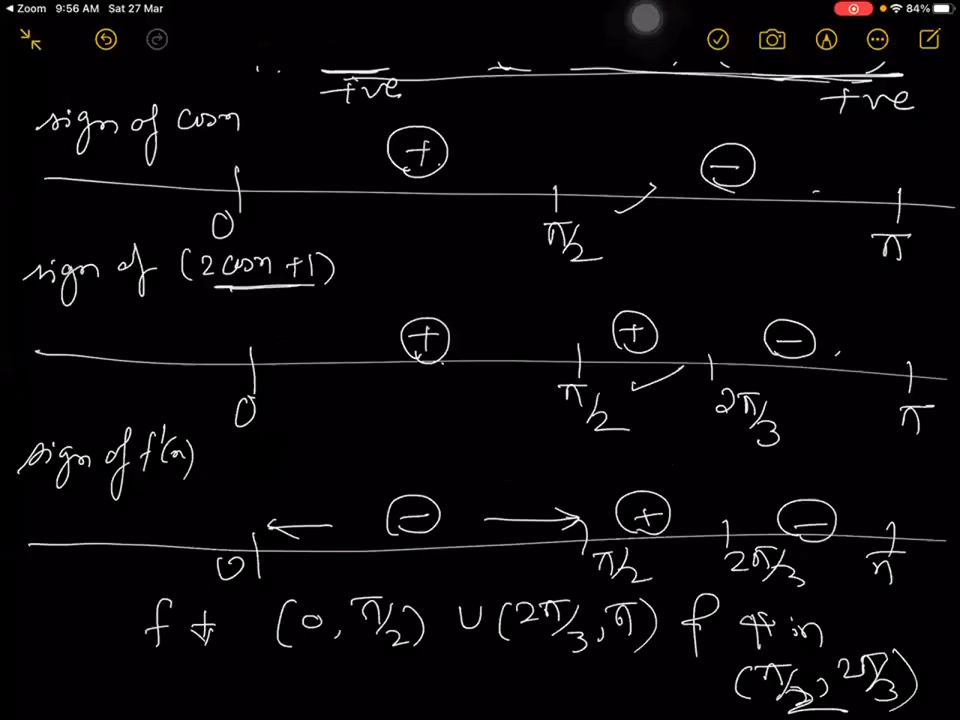 Zoom 9:56 AM Sat 27 Mar 84%
+ve +ve
sign of cosx
+ −
0 π/2 π
sign of (2cosx +1)
+ + −
0 π/2 2π/3 π
sign of f'(x)
− + −
0 π/2 2π/3 π
f ↓ (0, π/2) ∪ (2π/3, π) f ↑ in
(π/2, 2π/3)